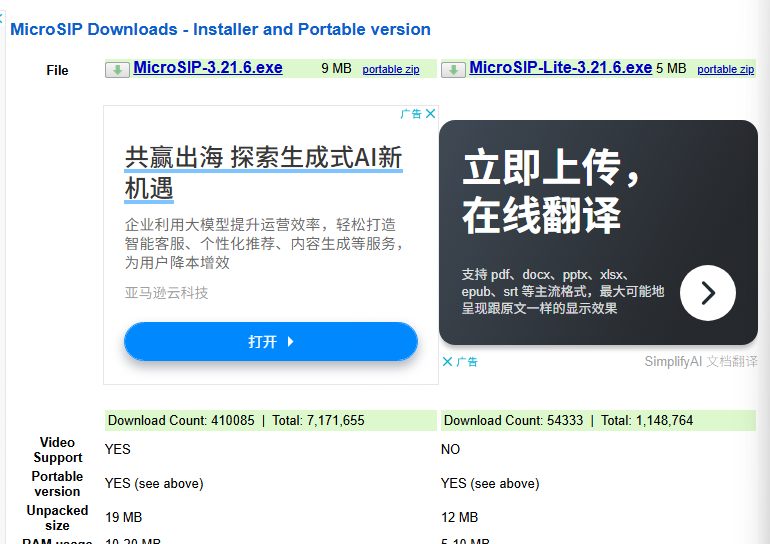 MicroSIP Downloads - Installer and Portable version
File
MicroSIP-3.21.6.exe 9 MB portable zip
MicroSIP-Lite-3.21.6.exe 5 MB portable zip
广告
共赢出海 探索生成式AI新
机遇
企业利用大模型提升运营效率，轻松打造
智能客服、个性化推荐、内容生成等服务，
为用户降本增效
亚马逊云科技
打开
立即上传，
在线翻译
支持 pdf、docx、pptx、xlsx、
epub、srt 等主流格式，最大可能地
呈现跟原文一样的显示效果
广告
SimplifyAI 文档翻译
Download Count: 410085 | Total: 7,171,655
Download Count: 54333 | Total: 1,148,764
Video
Support
YES
NO
Portable
version
YES (see above)
YES (see above)
Unpacked
size
19 MB
12 MB
RAM usage
10-20 MB
5-10 MB